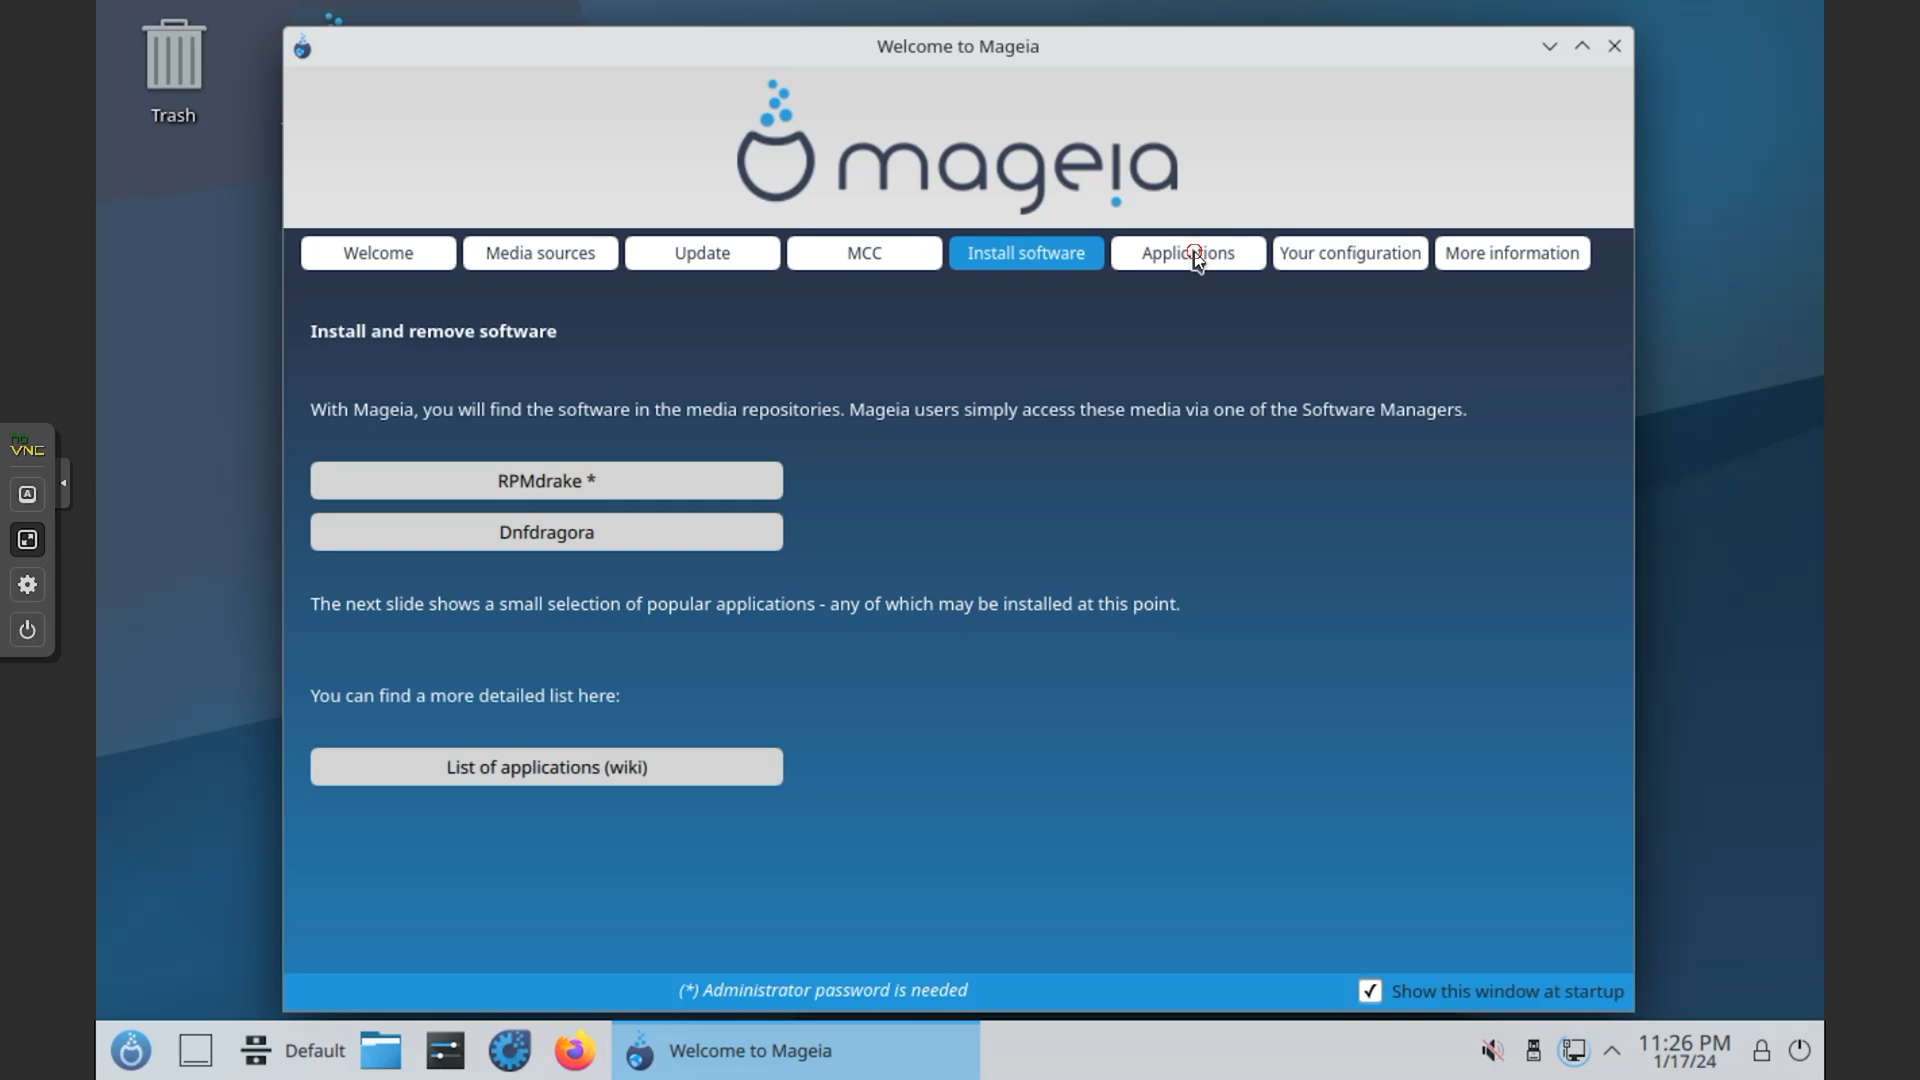 Trash
Welcome to Mageia
mageia
Welcome
Media sources
Update
MCC
Install software
Applications
Your configuration
More information
Install and remove software
With Mageia, you will find the software in the media repositories. Mageia users simply access these media via one of the Software Managers.
RPMdrake *
Dnfdragora
The next slide shows a small selection of popular applications - any of which may be installed at this point.
You can find a more detailed list here:
List of applications (wiki)
(*) Administrator password is needed
Show this window at startup
no
VNC
A
Default
Welcome to Mageia
11:26 PM
1/17/24